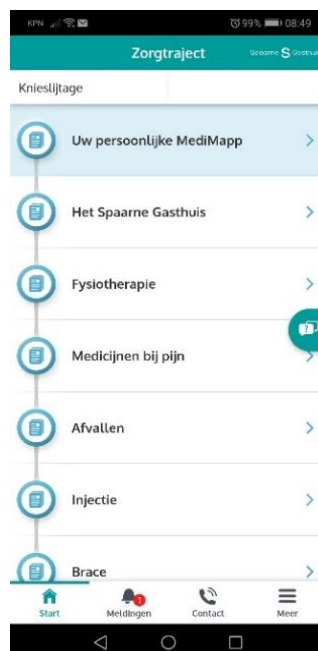 KPN 99% 08:49
Zorgtraject Spaarne S Gasthuis
Knieslijtage
Uw persoonlijke MediMapp
Het Spaarne Gasthuis
Fysiotherapie
?
Medicijnen bij pijn
Afvallen
Injectie
Brace
1
Start Meldingen Contact Meer